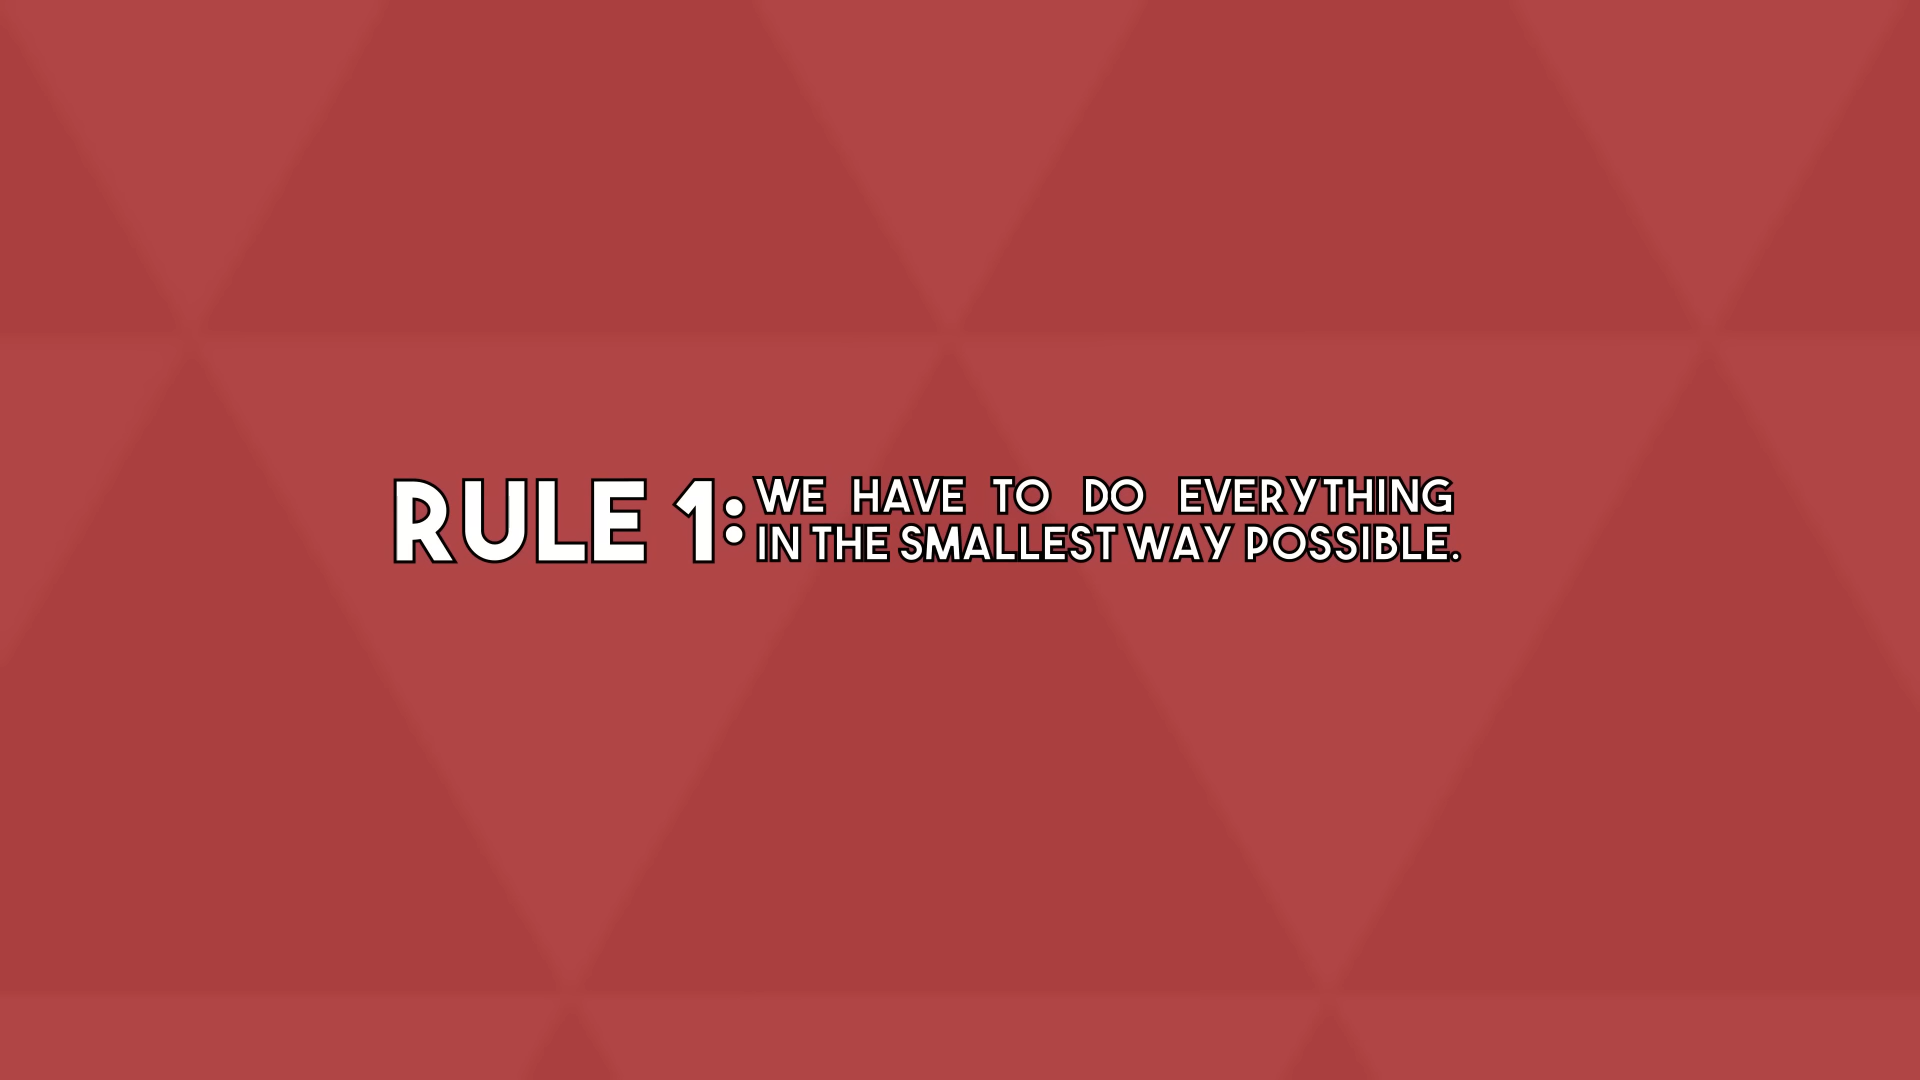 RULE 1: WE HAVE TO DO EVERYTHING
IN THE SMALLEST WAY POSSIBLE.